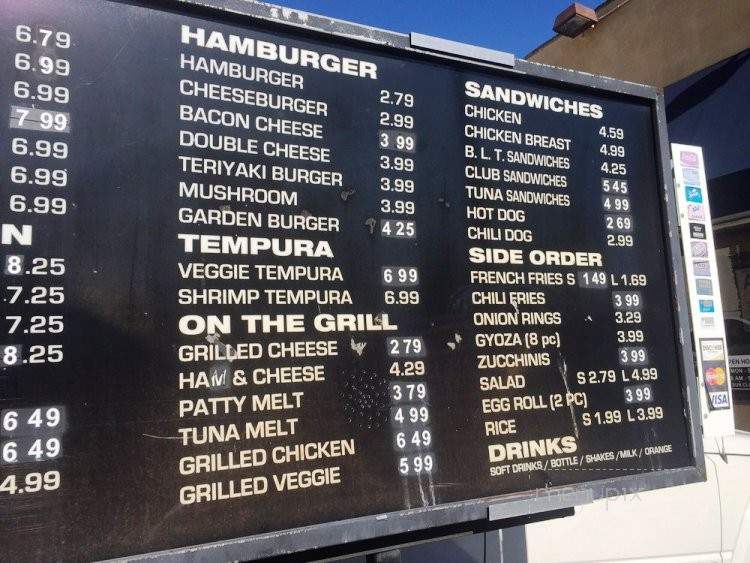 6.79
6.99
6.99
7 99
6.99
6.99
6.99
N
8.25
7.25
7.25
8.25
6 49
6 49
4.99
HAMBURGER
HAMBURGER 2.79
CHEESEBURGER 2.99
BACON CHEESE 3 99
DOUBLE CHEESE 3.99
TERIYAKI BURGER 3.99
MUSHROOM 3.99
GARDEN BURGER 4 25
TEMPURA
VEGGIE TEMPURA 6 99
SHRIMP TEMPURA 6.99
ON THE GRILL
GRILLED CHEESE 2 79
HAM & CHEESE 4.29
PATTY MELT 3 79
TUNA MELT 4 99
GRILLED CHICKEN 6 49
GRILLED VEGGIE 5 99
SANDWICHES
CHICKEN 4.59
CHICKEN BREAST 4.99
B.L.T. SANDWICHES 4.25
CLUB SANDWICHES 5 45
TUNA SANDWICHES 4 99
HOT DOG 2 69
CHILI DOG 2.99
SIDE ORDER
FRENCH FRIES S 1 49 L 1.69
CHILI FRIES 3 99
ONION RINGS 3.29
GYOZA (8 pc) 3.99
ZUCCHINIS 3 99
SALAD S 2.79 L 4.99
EGG ROLL (2 PC) 3 99
RICE S 1.99 L 3.99
DRINKS
SOFT DRINKS / BOTTLE / SHAKES / MILK / ORANGE
DISCOVER
MasterCard
VISA
menupix